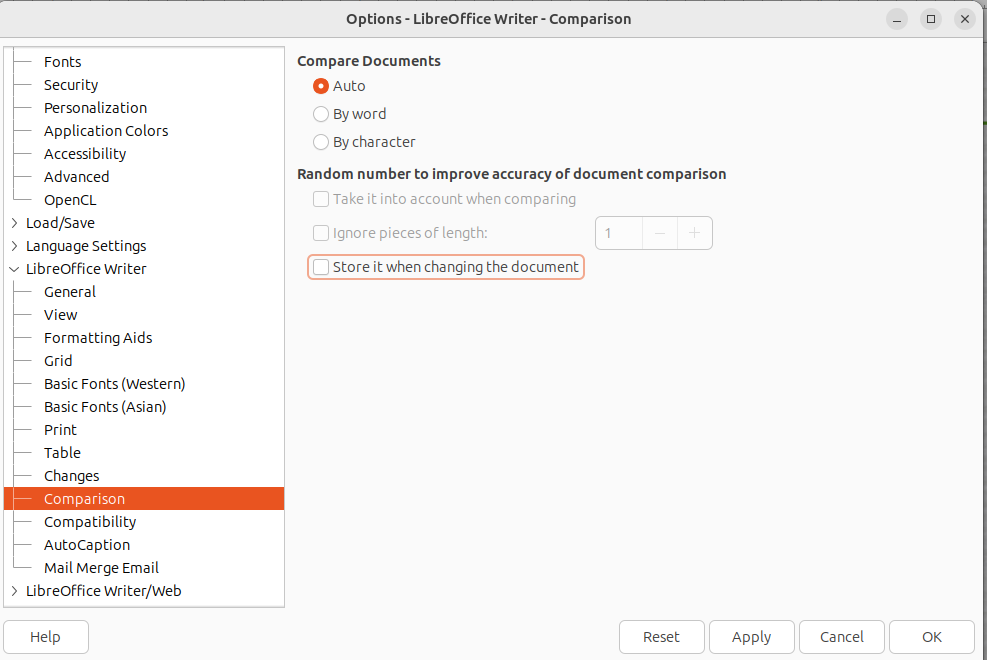 Options - LibreOffice Writer - Comparison
Fonts
Security
Personalization
Application Colors
Accessibility
Advanced
OpenCL
Load/Save
Language Settings
LibreOffice Writer
General
View
Formatting Aids
Grid
Basic Fonts (Western)
Basic Fonts (Asian)
Print
Table
Changes
Comparison
Compatibility
AutoCaption
Mail Merge Email
LibreOffice Writer/Web
Compare Documents
Auto
By word
By character
Random number to improve accuracy of document comparison
Take it into account when comparing
Ignore pieces of length: 1
Store it when changing the document
Help Reset Apply Cancel OK